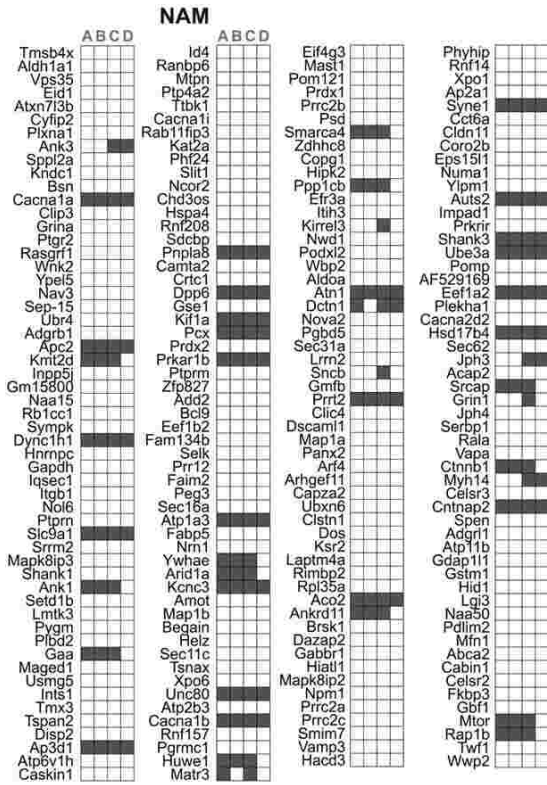 NAM
A B C D
A B C D
Tmsb4x
Aldh1a1
Vps35
Eid1
Atxn7l3b
Cyfip2
Plxna1
Ank3
Sppl2a
Kndc1
Bsn
Cacna1a
Clip3
Grina
Ptgr2
Rasgrf1
Wnk2
Ypel5
Nav3
Sep-15
Ubr4
Adgrb1
Apc2
Kmt2d
Inpp5j
Gm15800
Naa15
Rb1cc1
Sympk
Dync1h1
Hnrnpc
Gapdh
Iqsec1
Itgb1
Nol6
Ptprn
Slc9a1
Srrm2
Mapk8ip3
Shank1
Ank1
Setd1b
Lmtk3
Pygm
Plbd2
Gaa
Maged1
Usmg5
Ints1
Tmx3
Tspan2
Disp2
Ap3d1
Atp6v1h
Caskin1
Id4
Ranbp6
Mtpn
Ptp4a2
Ttbk1
Cacna1i
Rab11fip3
Kat2a
Phf24
Slit1
Ncor2
Chd3os
Hspa4
Rnf208
Sdcbp
Pnpla8
Camta2
Crtc1
Dpp6
Gse1
Kif1a
Pcx
Prdx2
Prkar1b
Ptprm
Zfp827
Add2
Bcl9
Eef1b2
Fam134b
Selk
Prr12
Faim2
Peg3
Sec16a
Atp1a3
Fabp5
Nrn1
Ywhae
Arid1a
Kcnc3
Amot
Map1b
Begain
Helz
Sec11c
Tsnax
Xpo6
Unc80
Atp2b3
Cacna1b
Rnf157
Pgrmc1
Huwe1
Matr3
Eif4g3
Mast1
Pom121
Prdx1
Prrc2b
Psd
Smarca4
Zdhhc8
Copg1
Hipk2
Ppp1cb
Efr3a
Itih3
Kirrel3
Nwd1
Podxl2
Wbp2
Aldoa
Atn1
Dctn1
Nova2
Pgbd5
Sec31a
Lrrn2
Sncb
Gmfb
Prrt2
Clic4
Dscaml1
Map1a
Panx2
Arf4
Arhgef11
Capza2
Ubxn6
Clstn1
Dos
Ksr2
Laptm4a
Rimbp2
Rpl35a
Aco2
Ankrd11
Brsk1
Dazap2
Gabbr1
Hiatl1
Mapk8ip2
Npm1
Prrc2a
Prrc2c
Smim7
Vamp3
Hacd3
Phyhip
Rnf14
Xpo1
Ap2a1
Syne1
Cct6a
Cldn11
Coro2b
Eps15l1
Numa1
Ylpm1
Auts2
Impad1
Prkrir
Shank3
Ube3a
Pomp
AF529169
Eef1a2
Plekha1
Cacna2d2
Hsd17b4
Sec62
Jph3
Acap2
Srcap
Grin1
Jph4
Serbp1
Rala
Vapa
Ctnnb1
Myh14
Celsr3
Cntnap2
Spen
Adgrl1
Atp11b
Gdap1l1
Gstm1
Hid1
Lgi3
Naa50
Pdlim2
Mfn1
Abca2
Cabin1
Celsr2
Fkbp3
Gbf1
Mtor
Rap1b
Twf1
Wwp2